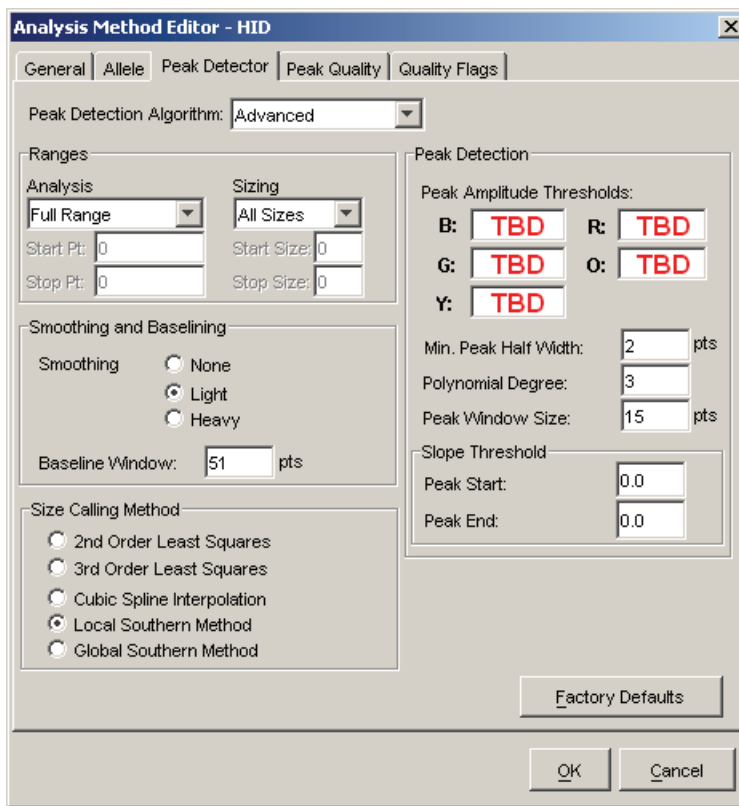 Analysis Method Editor - HID
General
Allele
Peak Detector
Peak Quality
Quality Flags
Peak Detection Algorithm: Advanced
Ranges
Analysis
Sizing
Full Range
All Sizes
Start Pt: 0
Start Size: 0
Stop Pt: 0
Stop Size: 0
Smoothing and Baselining
Smoothing
None
Light
Heavy
Baseline Window: 51 pts
Size Calling Method
2nd Order Least Squares
3rd Order Least Squares
Cubic Spline Interpolation
Local Southern Method
Global Southern Method
Peak Detection
Peak Amplitude Thresholds:
B: TBD R: TBD
G: TBD O: TBD
Y: TBD
Min. Peak Half Width: 2 pts
Polynomial Degree: 3
Peak Window Size: 15 pts
Slope Threshold
Peak Start: 0.0
Peak End: 0.0
Factory Defaults
OK
Cancel